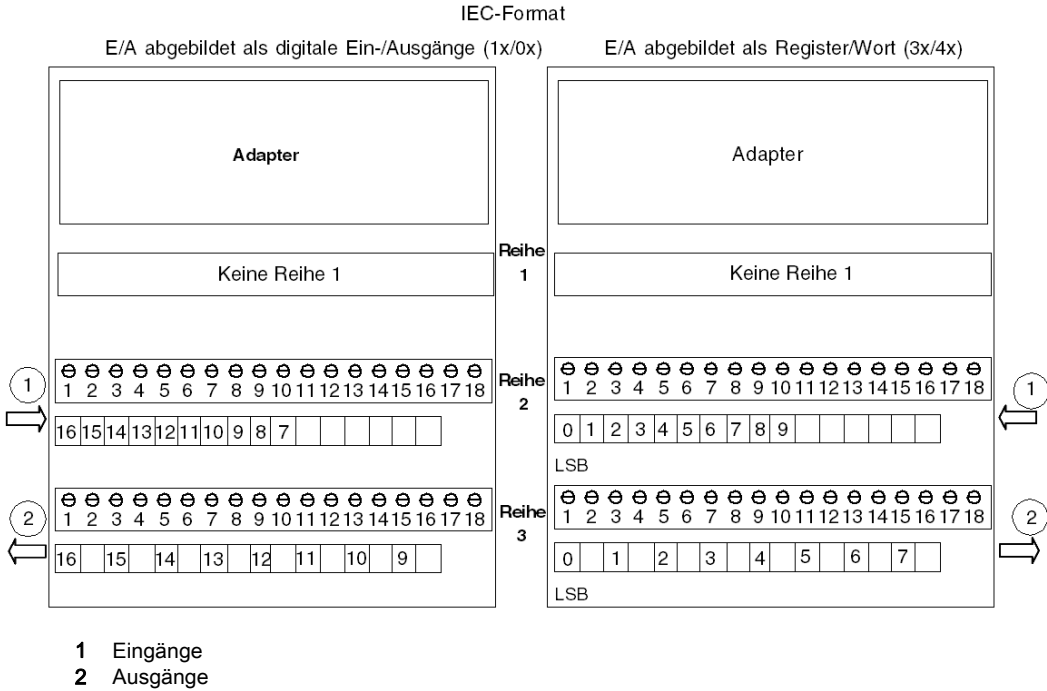 IEC-Format
E/A abgebildet als digitale Ein-/Ausgänge (1x/0x)
E/A abgebildet als Register/Wort (3x/4x)
Adapter
Adapter
Reihe
1
Keine Reihe 1
Keine Reihe 1
1
1 2 3 4 5 6 7 8 9 10 11 12 13 14 15 16 17 18
16 15 14 13 12 11 10 9 8 7
Reihe
2
1 2 3 4 5 6 7 8 9 10 11 12 13 14 15 16 17 18
0 1 2 3 4 5 6 7 8 9
LSB
1
2
1 2 3 4 5 6 7 8 9 10 11 12 13 14 15 16 17 18
16 15 14 13 12 11 10 9
Reihe
3
1 2 3 4 5 6 7 8 9 10 11 12 13 14 15 16 17 18
0 1 2 3 4 5 6 7
LSB
2
1 Eingänge
2 Ausgänge